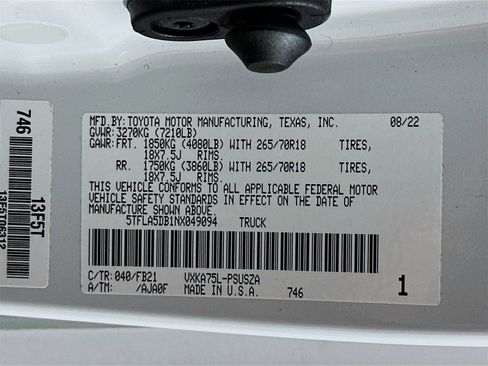 MFD.BY:TOYOTA MOTOR MANUFACTURING, TEXAS, INC. 08/22
GVWR:3270KG (7210LB)
GAWR:FRT. 1850KG (4080LB) WITH 265/70R18 TIRES,
18X7.5J RIMS.
RR. 1750KG (3860LB) WITH 265/70R18 TIRES,
18X7.5J RIMS.
THIS VEHICLE CONFORMS TO ALL APPLICABLE FEDERAL MOTOR
VEHICLE SAFETY STANDARDS IN EFFECT ON THE DATE OF
MANUFACTURE SHOWN ABOVE.
5TFLA5DB1NX049094 TRUCK
C/TR:040/FB21 VXKA75L-PSUSZA
A/TM: /AJA0F MADE IN U.S.A. 746 1
746
13F5T
13F5T06312